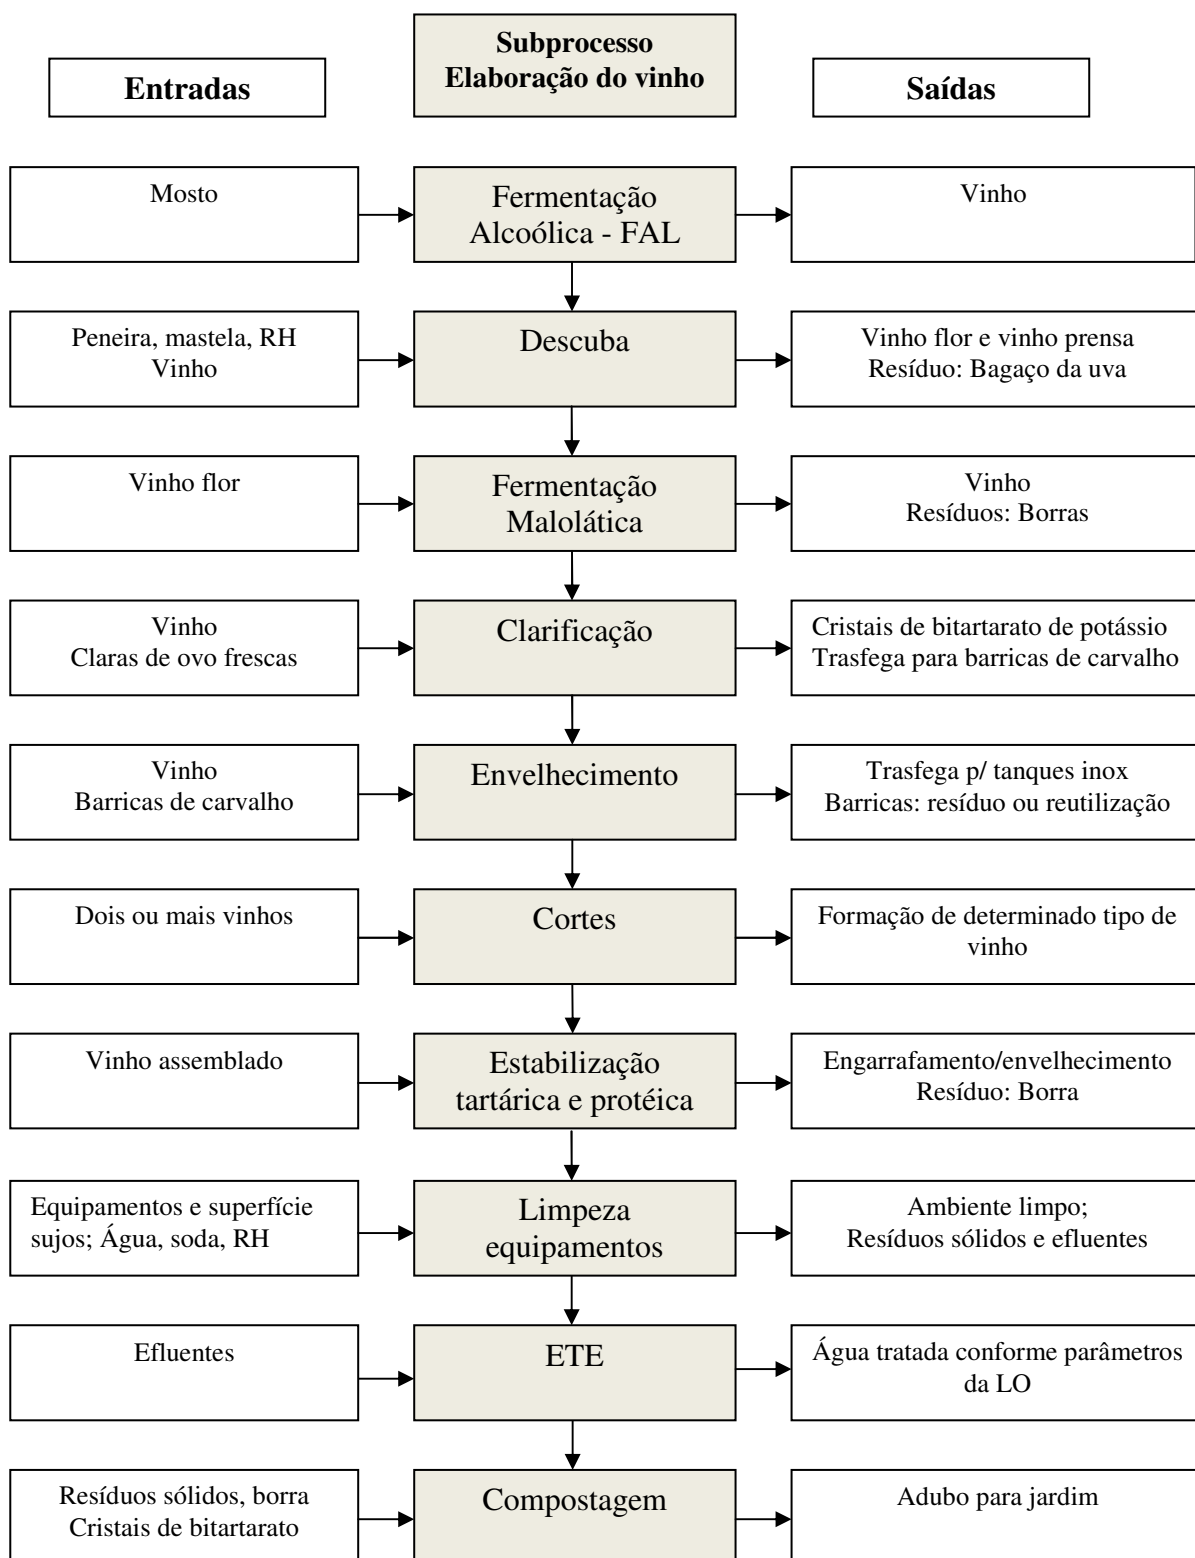 Subprocesso
Elaboração do vinho
Entradas
Saídas
Mosto
Fermentação
Alcoólica - FAL
Vinho
Peneira, mastela, RH
Vinho
Descuba
Vinho flor e vinho prensa
Resíduo: Bagaço da uva
Vinho flor
Fermentação
Malolática
Vinho
Resíduos: Borras
Vinho
Claras de ovo frescas
Clarificação
Cristais de bitartarato de potássio
Trasfega para barricas de carvalho
Vinho
Barricas de carvalho
Envelhecimento
Trasfega p/ tanques inox
Barricas: resíduo ou reutilização
Dois ou mais vinhos
Cortes
Formação de determinado tipo de
vinho
Vinho assemblado
Estabilização
tartárica e protéica
Engarrafamento/envelhecimento
Resíduo: Borra
Equipamentos e superfície
sujos; Água, soda, RH
Limpeza
equipamentos
Ambiente limpo;
Resíduos sólidos e efluentes
Efluentes
ETE
Água tratada conforme parâmetros
da LO
Resíduos sólidos, borra
Cristais de bitartarato
Compostagem
Adubo para jardim